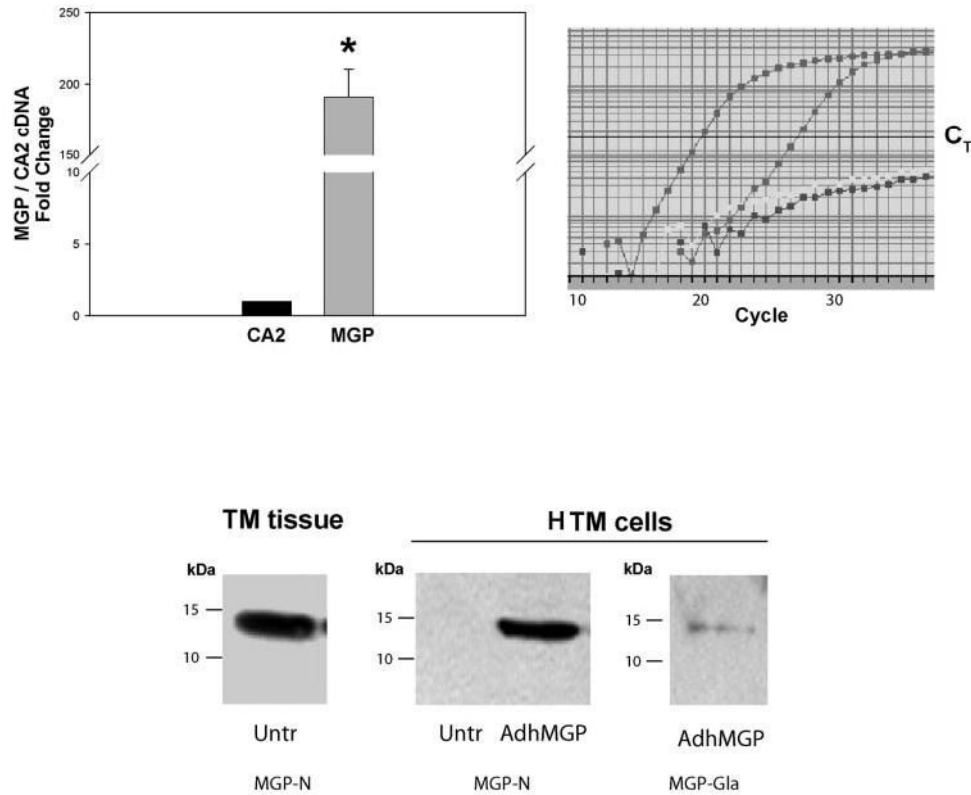 MGP / CA2 cDNA
Fold Change
250
200
150
10
5
0
*
CA2
MGP
C_T
10
20
30
Cycle
TM tissue
HTM cells
kDa
15
10
Untr
MGP-N
kDa
15
10
Untr
AdhMGP
MGP-N
kDa
15
10
AdhMGP
MGP-Gla